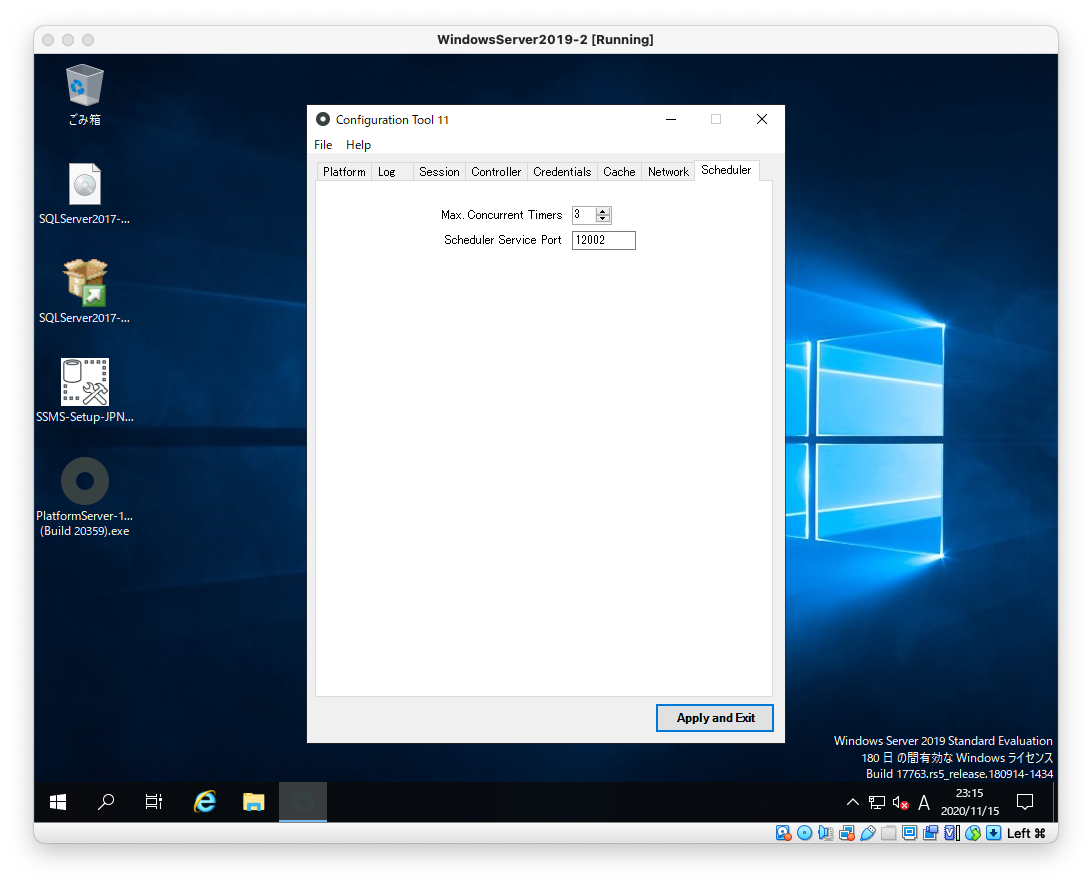 WindowsServer2019-2 [Running]
ごみ箱
SQLServer2017-...
SQLServer2017-...
SSMS-Setup-JPN...
PlatformServer-1...
(Build 20359).exe
Configuration Tool 11
File Help
Platform Log Session Controller Credentials Cache Network Scheduler
Max. Concurrent Timers 3
Scheduler Service Port 12002
Apply and Exit
Windows Server 2019 Standard Evaluation
180 日 の間有効な Windows ライセンス
Build 17763.rs5_release.180914-1434
A
23:15
2020/11/15
Left ⌘